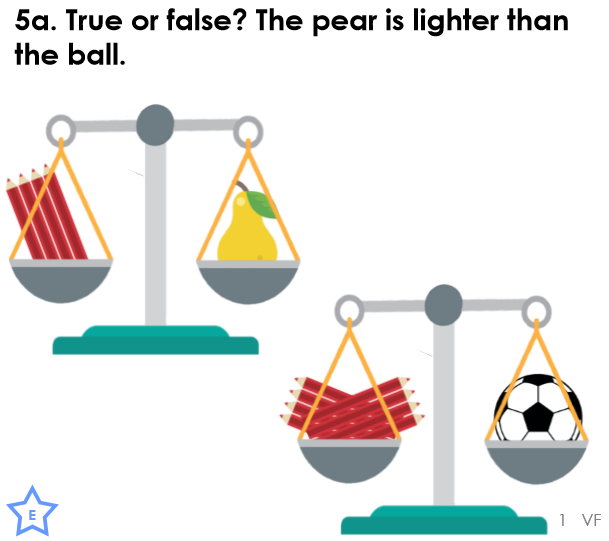 5a. True or false? The pear is lighter than
the ball.
E
1 VF